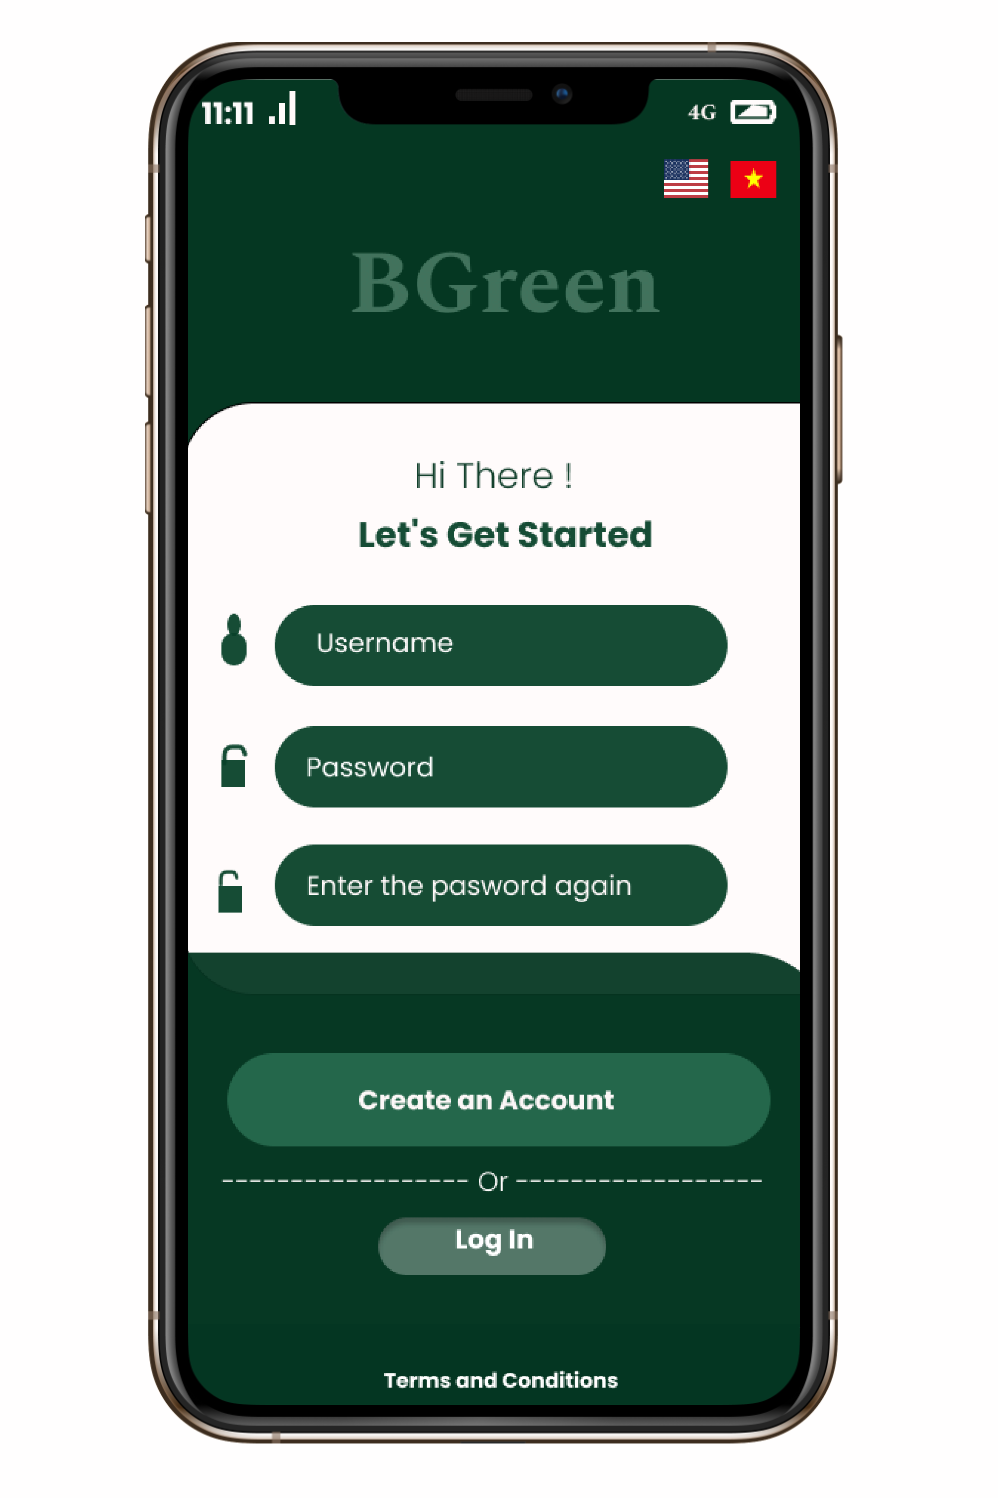 11:11 4G
BGreen
Hi There !
Let's Get Started
Username
Password
Enter the pasword again
Create an Account
------------------ Or ------------------
Log In
Terms and Conditions